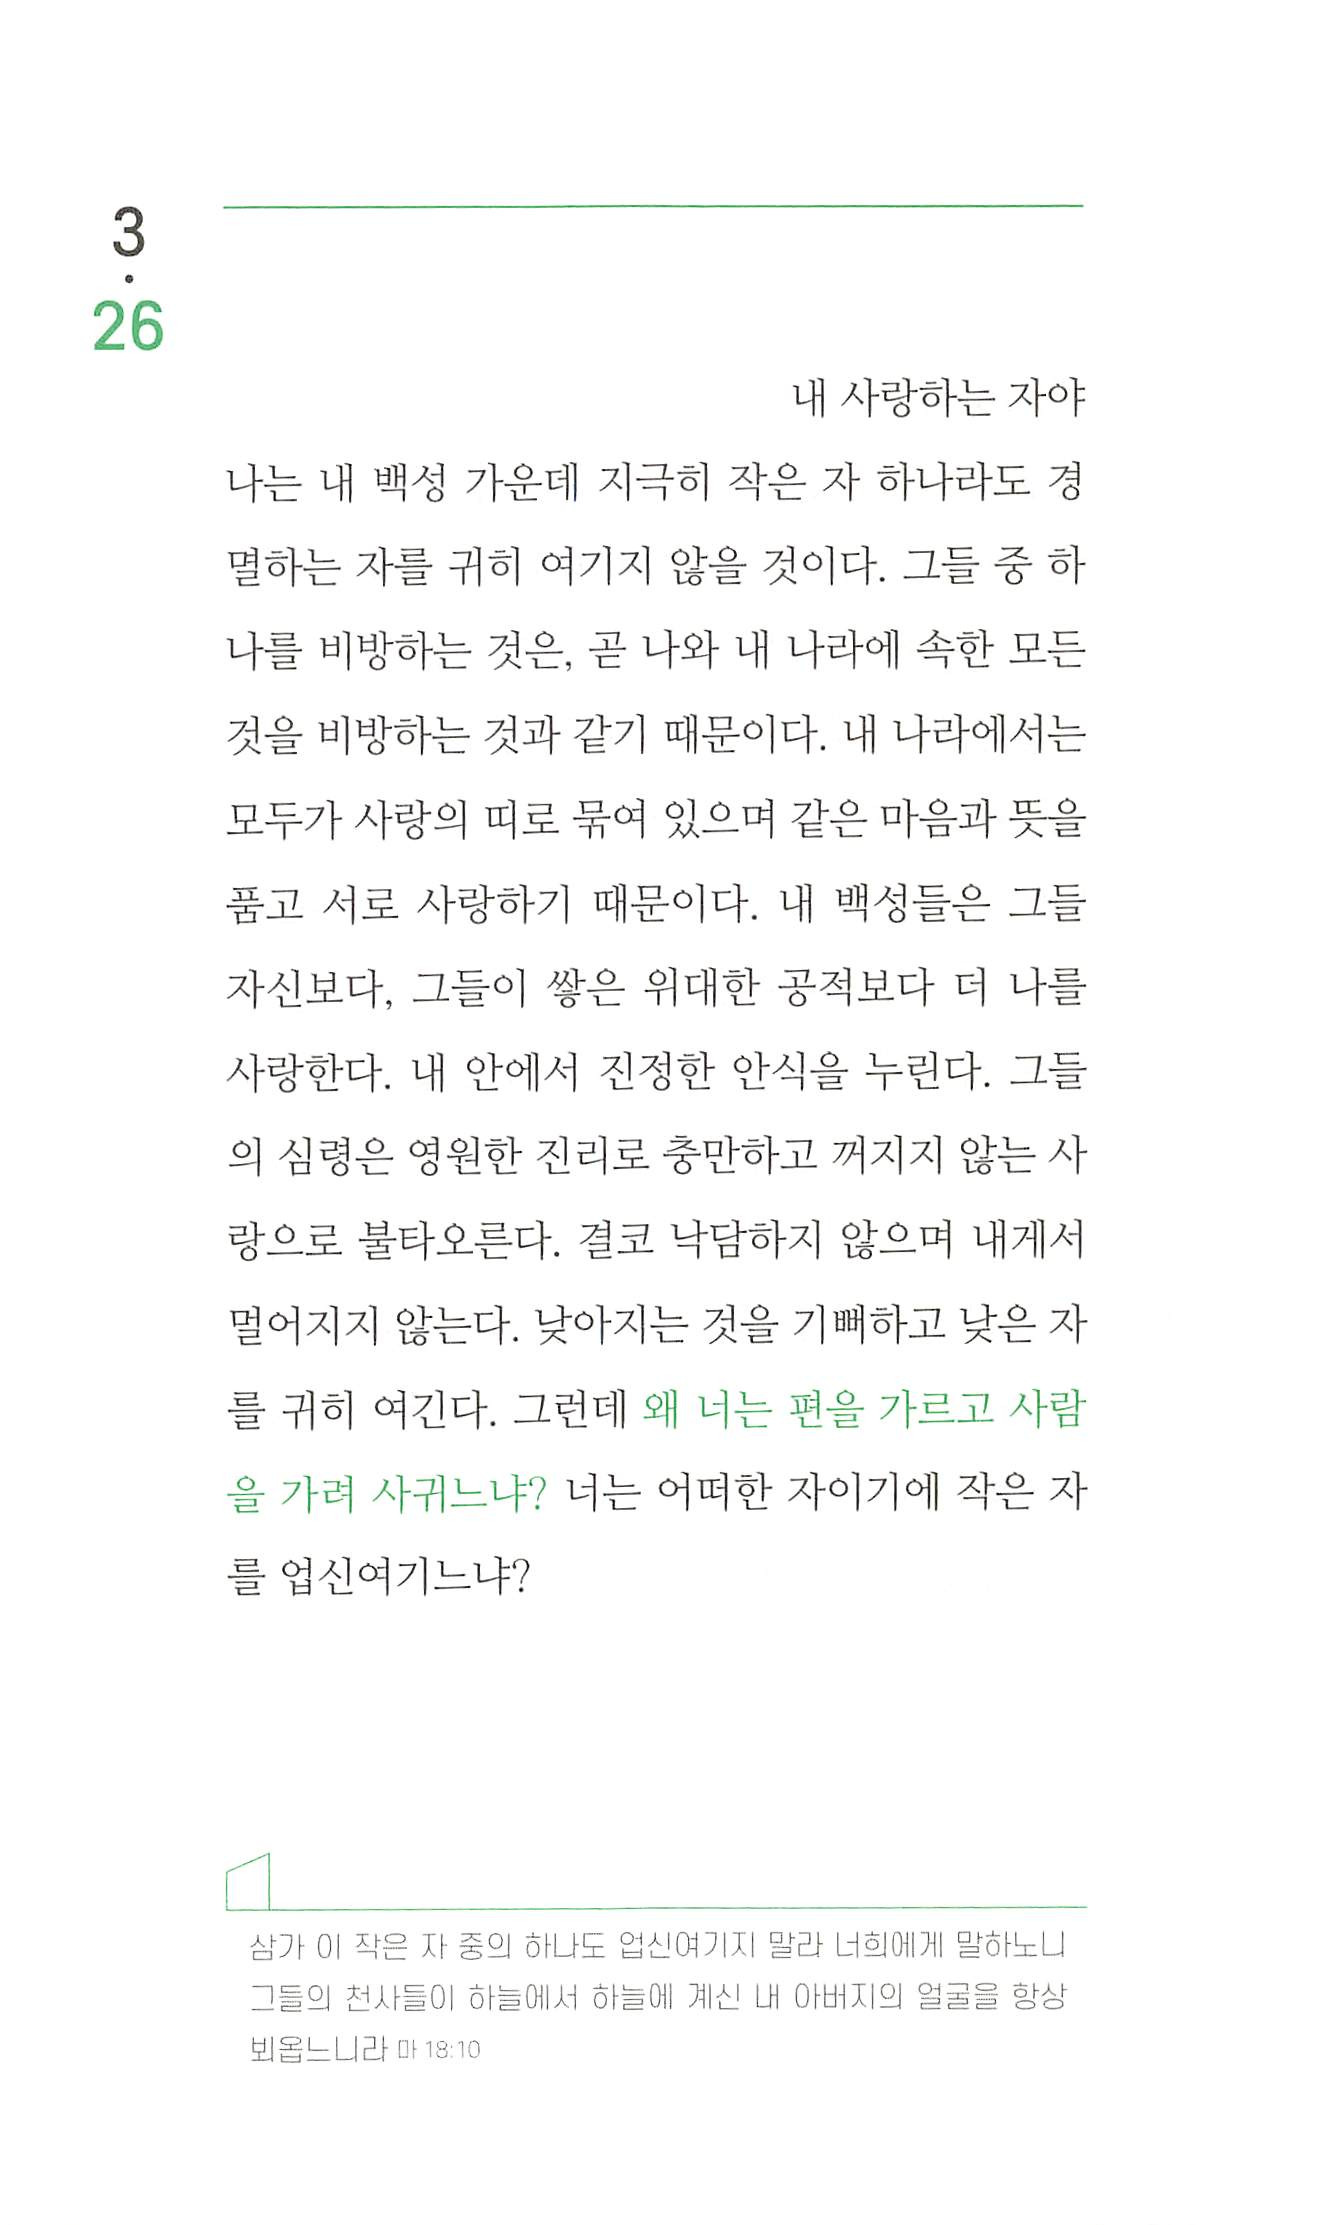 3
·
26
내 사랑하는 자야
나는 내 백성 가운데 지극히 작은 자 하나라도 경
멸하는 자를 귀히 여기지 않을 것이다. 그들 중 하
나를 비방하는 것은, 곧 나와 내 나라에 속한 모든
것을 비방하는 것과 같기 때문이다. 내 나라에서는
모두가 사랑의 띠로 묶여 있으며 같은 마음과 뜻을
품고 서로 사랑하기 때문이다. 내 백성들은 그들
자신보다, 그들이 쌓은 위대한 공적보다 더 나를
사랑한다. 내 안에서 진정한 안식을 누린다. 그들
의 심령은 영원한 진리로 충만하고 꺼지지 않는 사
랑으로 불타오른다. 결코 낙담하지 않으며 내게서
멀어지지 않는다. 낮아지는 것을 기뻐하고 낮은 자
를 귀히 여긴다. 그런데 왜 너는 편을 가르고 사람
을 가려 사귀느냐? 너는 어떠한 자이기에 작은 자
를 업신여기느냐?
삼가 이 작은 자 중의 하나도 업신여기지 말라 너희에게 말하노니
그들의 천사들이 하늘에서 하늘에 계신 내 아버지의 얼굴을 항상
뵈옵느니라 마 18:10